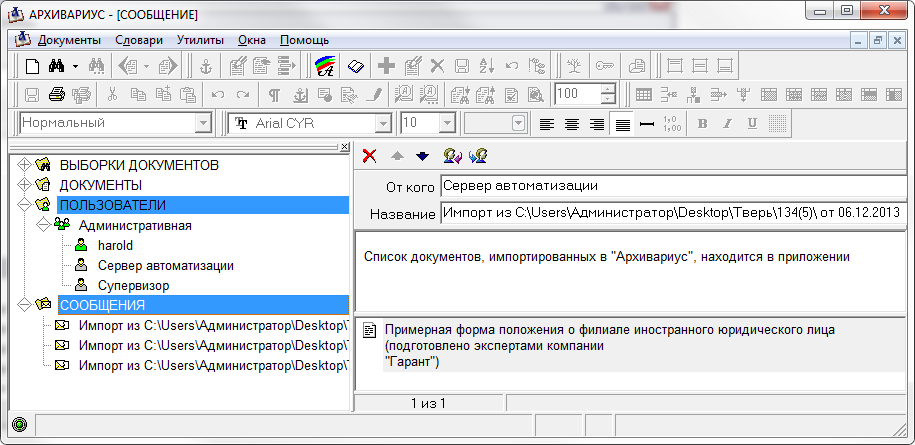 АРХИВАРИУС - [СООБЩЕНИЕ]
Документы Словари Утилиты Окна Помощь
100
Нормальный Arial CYR 10
ВЫБОРКИ ДОКУМЕНТОВ
ДОКУМЕНТЫ
ПОЛЬЗОВАТЕЛИ
Административная
harold
Сервер автоматизации
Супервизор
СООБЩЕНИЯ
Импорт из C:\Users\Администратор\Desktop\Т
Импорт из C:\Users\Администратор\Desktop\Т
Импорт из C:\Users\Администратор\Desktop\Т
От кого Сервер автоматизации
Название Импорт из C:\Users\Администратор\Desktop\Тверь\134(5)\ от 06.12.2013
Список документов, импортированных в "Архивариус", находится в приложении
Примерная форма положения о филиале иностранного юридического лица
(подготовлено экспертами компании
"Гарант")
1 из 1